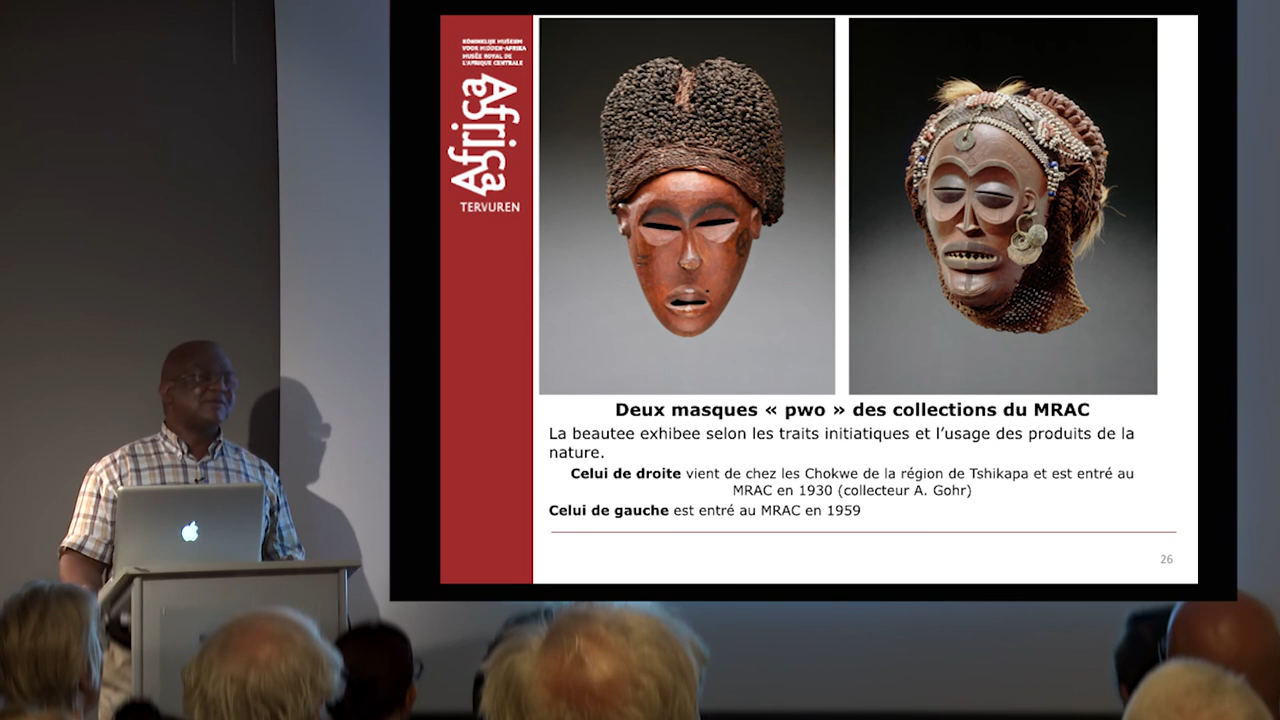 KONINKLIJK MUSEUM
VOOR MIDDEN-AFRIKA
MUSÉE ROYAL DE
L'AFRIQUE CENTRALE
Africa
Africa
TERVUREN
Deux masques « pwo » des collections du MRAC
La beautee exhibee selon les traits initiatiques et l’usage des produits de la
nature.
Celui de droite vient de chez les Chokwe de la région de Tshikapa et est entré au
MRAC en 1930 (collecteur A. Gohr)
Celui de gauche est entré au MRAC en 1959
26